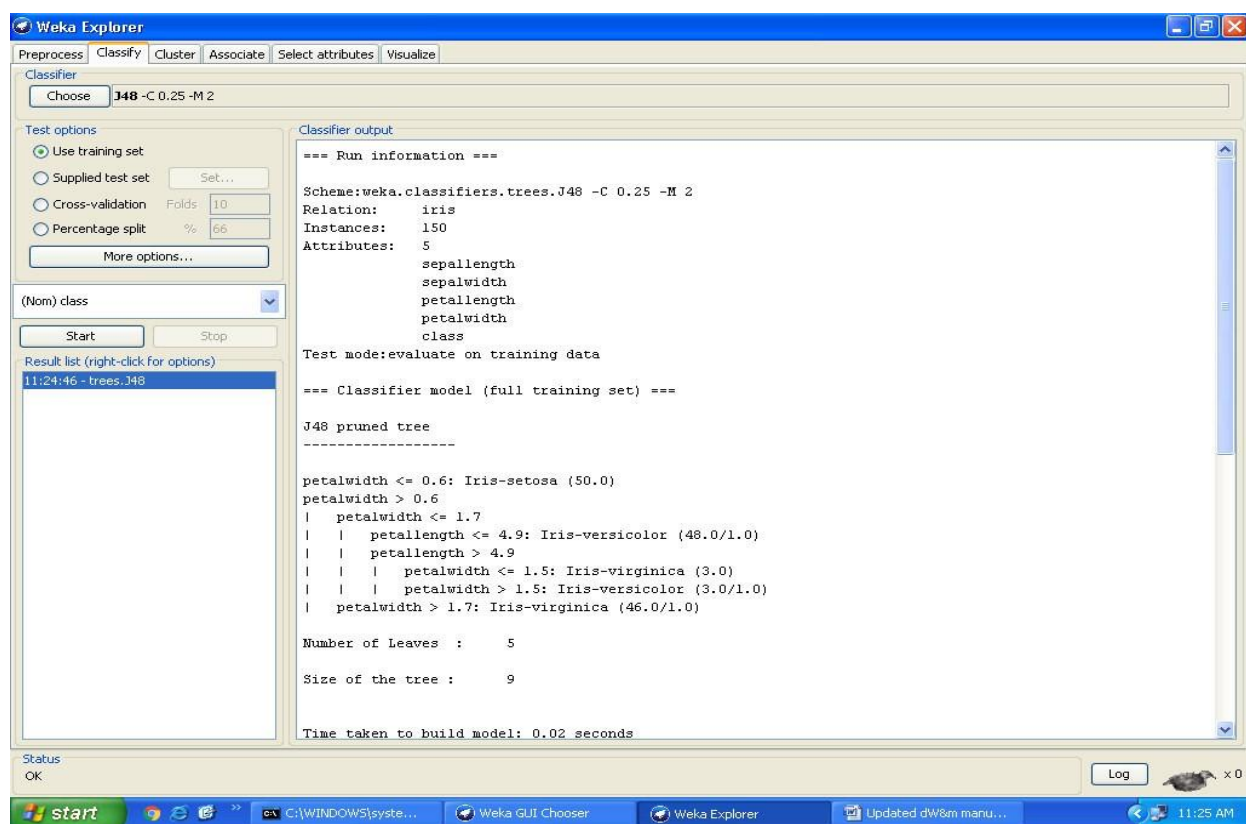 Weka Explorer
Preprocess Classify Cluster Associate Select attributes Visualize
Classifier
Choose J48 -C 0.25 -M 2
Test options
Use training set
Supplied test set Set...
Cross-validation Folds 10
Percentage split % 66
More options...
(Nom) class
Start Stop
Result list (right-click for options)
11:24:46 - trees.J48
Classifier output
=== Run information ===
Scheme:weka.classifiers.trees.J48 -C 0.25 -M 2
Relation: iris
Instances: 150
Attributes: 5
sepallength
sepalwidth
petallength
petalwidth
class
Test mode:evaluate on training data
=== Classifier model (full training set) ===
J48 pruned tree
------------------
petalwidth <= 0.6: Iris-setosa (50.0)
petalwidth > 0.6
|   petalwidth <= 1.7
|   |   petallength <= 4.9: Iris-versicolor (48.0/1.0)
|   |   petallength > 4.9
|   |   |   petalwidth <= 1.5: Iris-virginica (3.0)
|   |   |   petalwidth > 1.5: Iris-versicolor (3.0/1.0)
|   petalwidth > 1.7: Iris-virginica (46.0/1.0)
Number of Leaves : 5
Size of the tree : 9
Time taken to build model: 0.02 seconds
Status
OK
Log x 0
start C:\WINDOWS\syste... Weka GUI Chooser Weka Explorer Updated dW&m manu... 11:25 AM